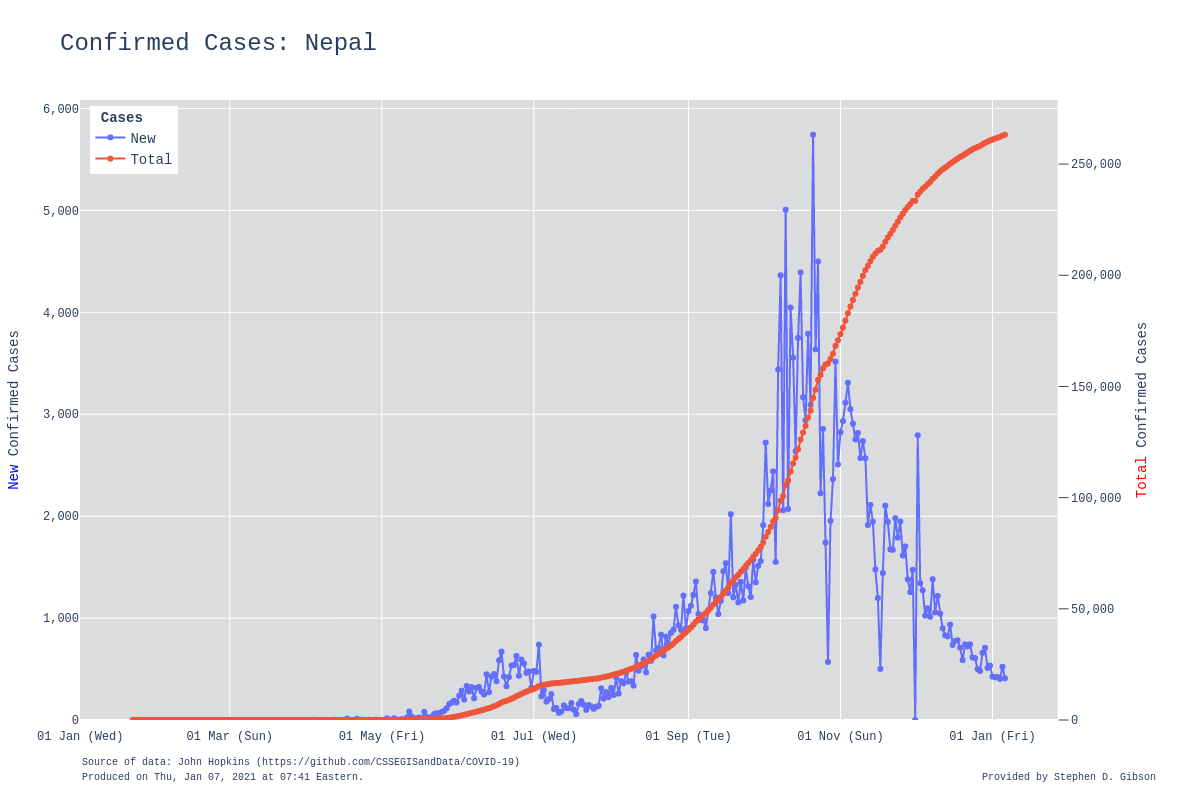 Confirmed Cases: Nepal
Cases
New
Total
6,000
5,000
4,000
3,000
2,000
1,000
0
New Confirmed Cases
250,000
200,000
150,000
100,000
50,000
0
Total Confirmed Cases
01 Jan (Wed) 01 Mar (Sun) 01 May (Fri) 01 Jul (Wed) 01 Sep (Tue) 01 Nov (Sun) 01 Jan (Fri)
Source of data: John Hopkins (https://github.com/CSSEGISandData/COVID-19)
Produced on Thu, Jan 07, 2021 at 07:41 Eastern.
Provided by Stephen D. Gibson